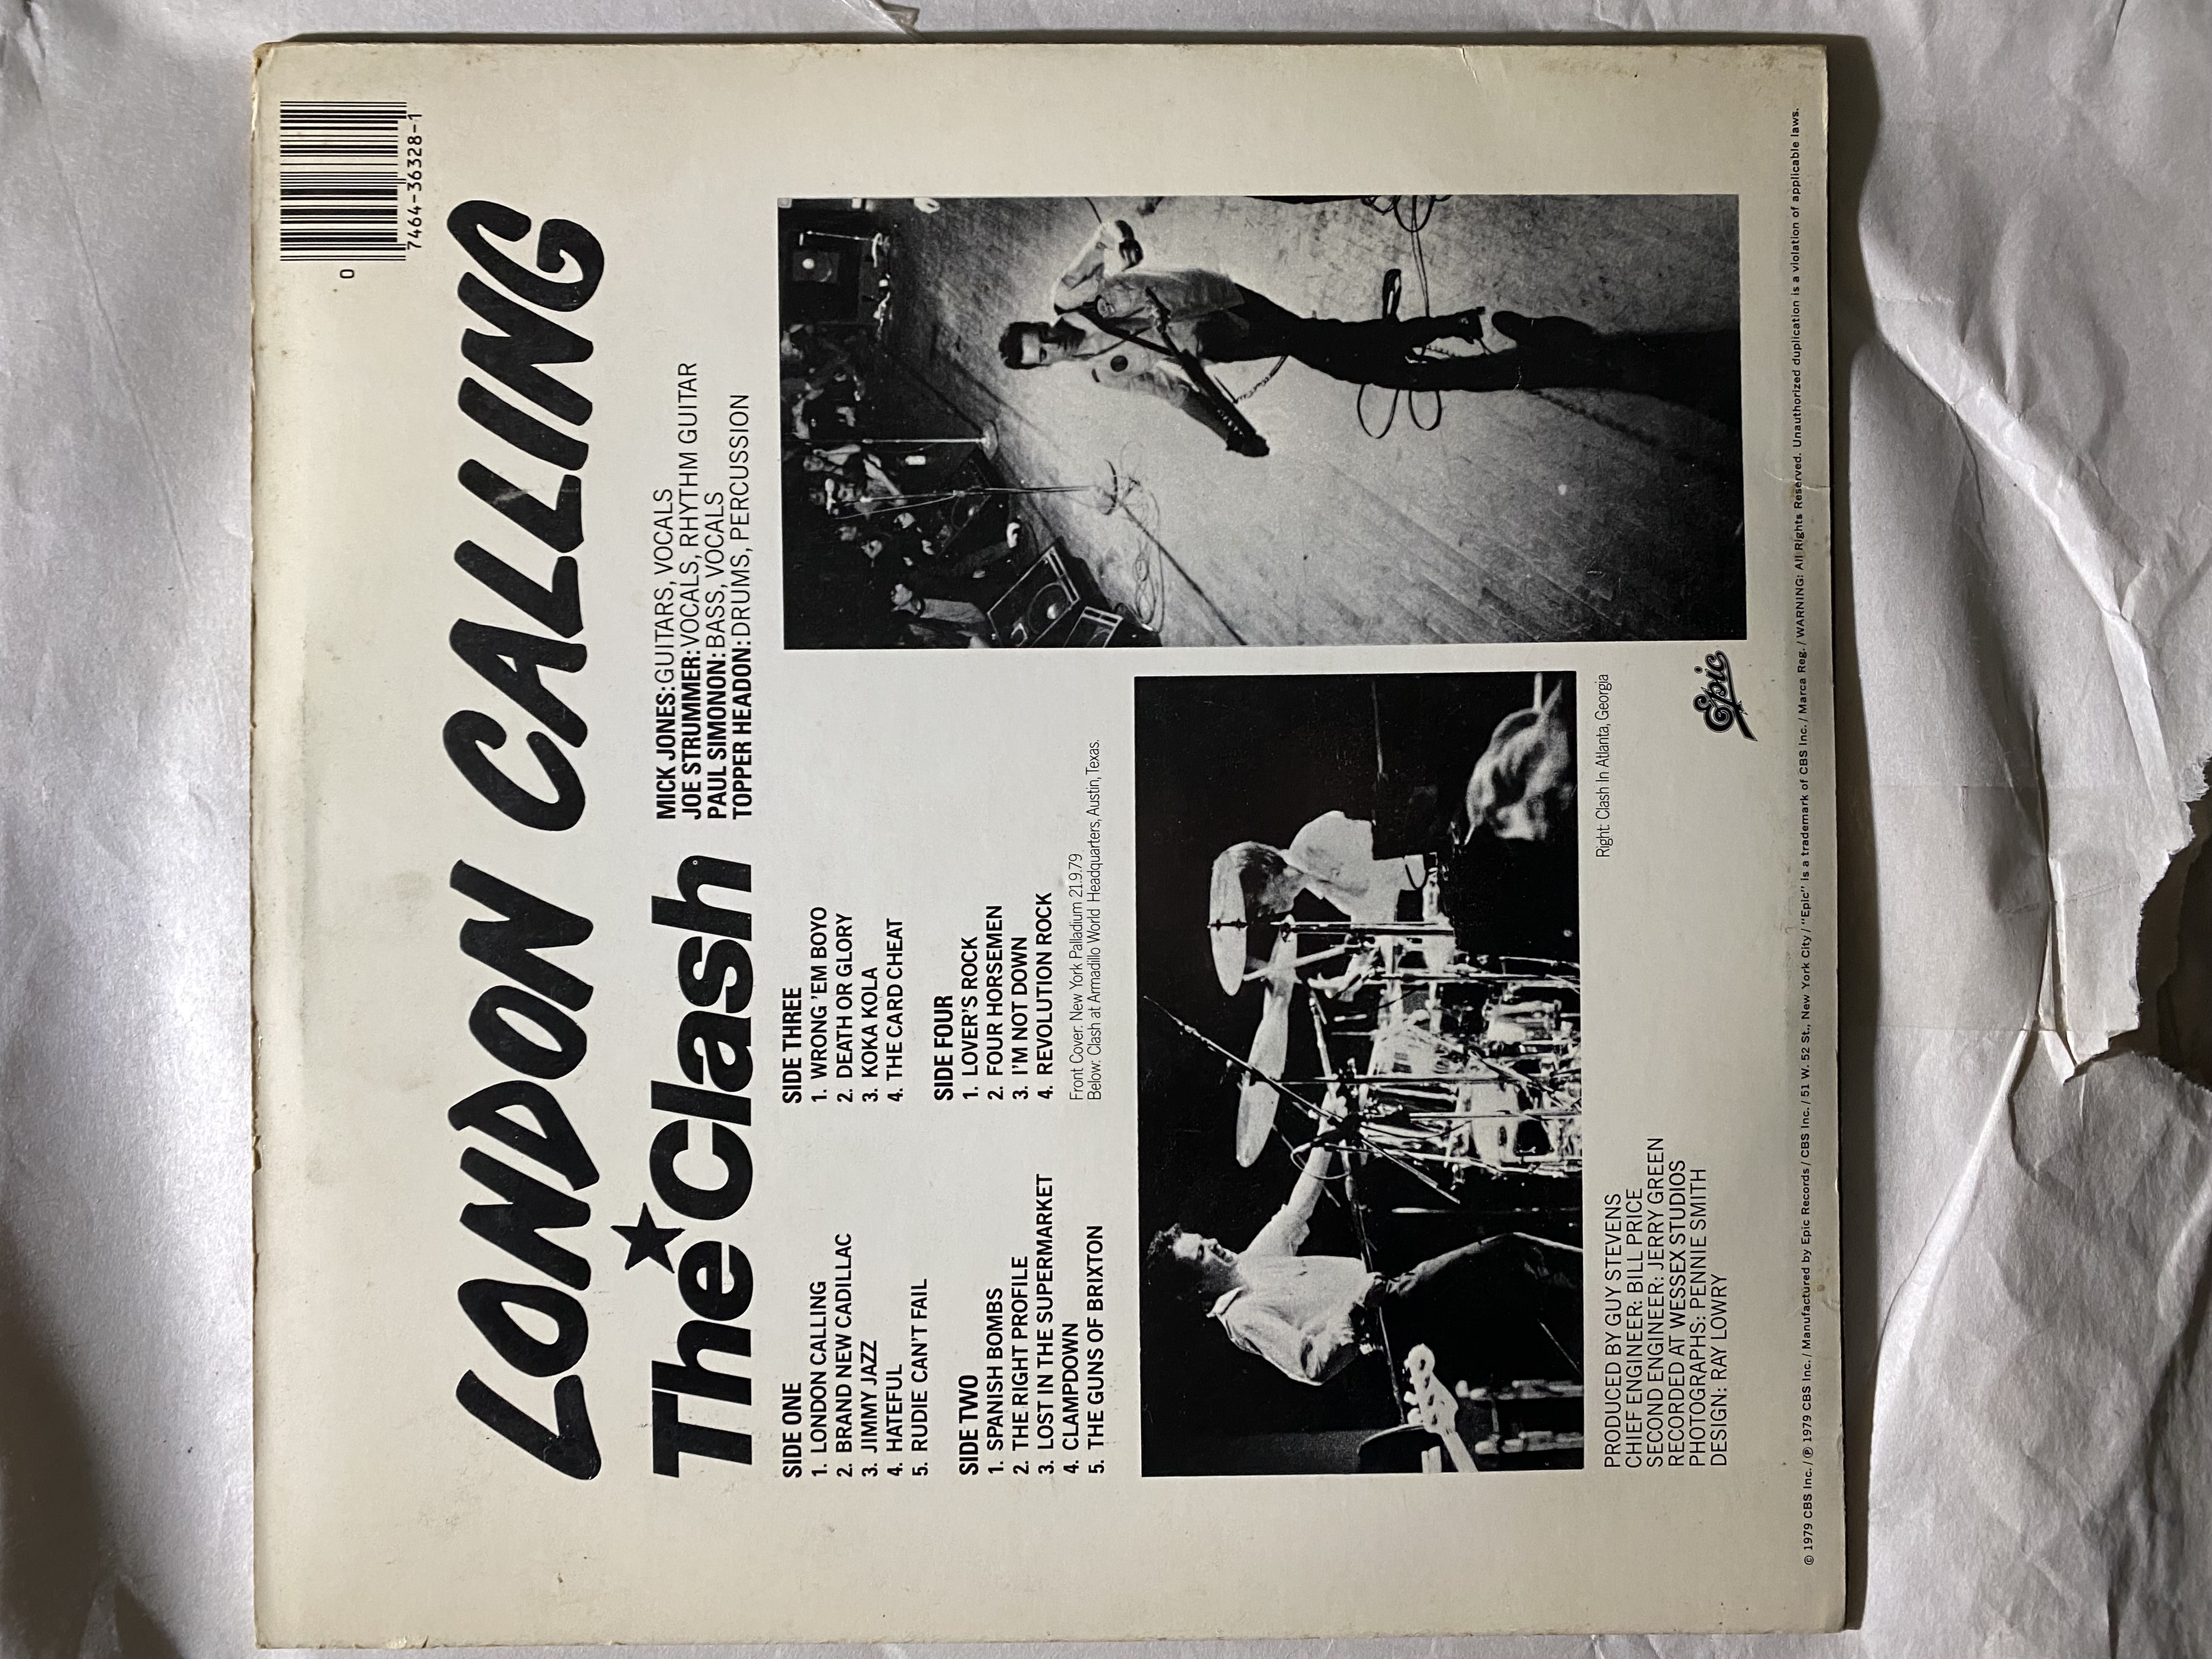 0 7464-36328-1
LONDON CALLING
The Clash
MICK JONES: GUITARS, VOCALS
JOE STRUMMER: VOCALS, RHYTHM GUITAR
PAUL SIMONON: BASS, VOCALS
TOPPER HEADON: DRUMS, PERCUSSION
SIDE ONE
1. LONDON CALLING
2. BRAND NEW CADILLAC
3. JIMMY JAZZ
4. HATEFUL
5. RUDIE CAN'T FAIL
SIDE TWO
1. SPANISH BOMBS
2. THE RIGHT PROFILE
3. LOST IN THE SUPERMARKET
4. CLAMPDOWN
5. THE GUNS OF BRIXTON
SIDE THREE
1. WRONG 'EM BOYO
2. DEATH OR GLORY
3. KOKA KOLA
4. THE CARD CHEAT
SIDE FOUR
1. LOVER'S ROCK
2. FOUR HORSEMEN
3. I'M NOT DOWN
4. REVOLUTION ROCK
Front Cover: New York Palladium 21.9.79
Below: Clash at Armadillo World Headquarters, Austin, Texas.
Right: Clash In Atlanta, Georgia
PRODUCED BY GUY STEVENS
CHIEF ENGINEER: BILL PRICE
SECOND ENGINEER: JERRY GREEN
RECORDED AT WESSEX STUDIOS
PHOTOGRAPHS: PENNIE SMITH
DESIGN: RAY LOWRY
Epic
© 1979 CBS Inc./℗ 1979 CBS Inc./Manufactured by Epic Records/CBS Inc./51 W. 52 St., New York City/"Epic" is a trademark of CBS Inc./Marca Reg./WARNING: All Rights Reserved. Unauthorized duplication is a violation of applicable laws.